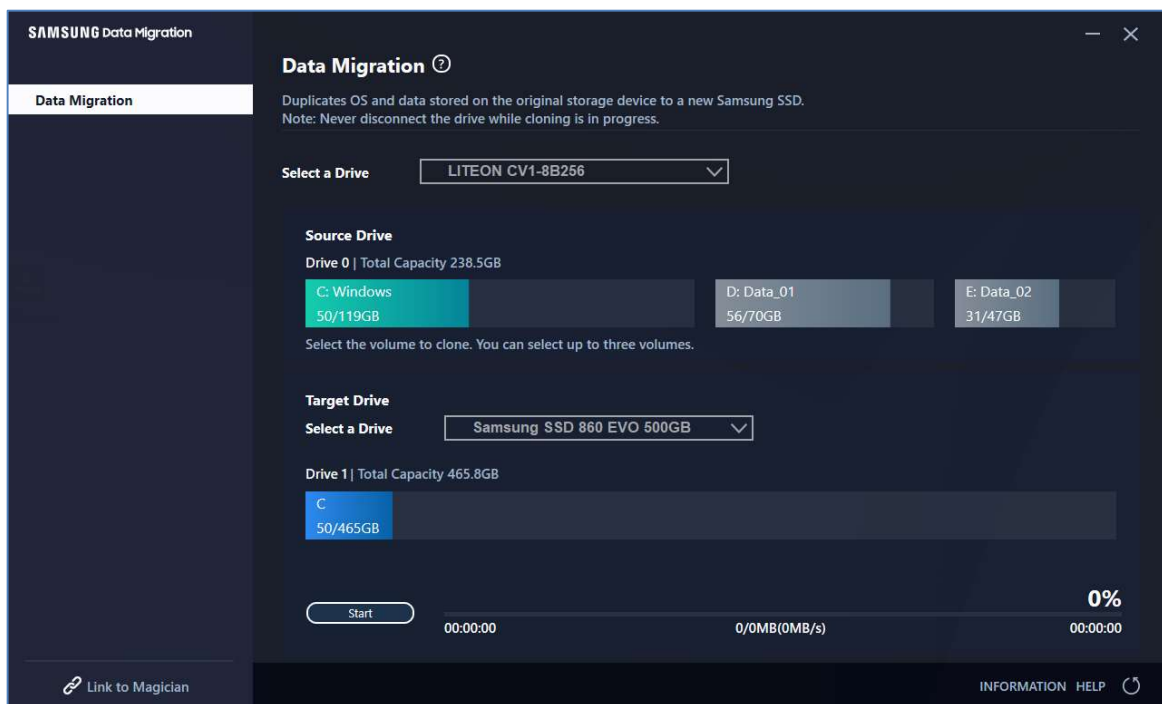 SAMSUNG Data Migration
Data Migration
Data Migration ?
Duplicates OS and data stored on the original storage device to a new Samsung SSD.
Note: Never disconnect the drive while cloning is in progress.
Select a Drive LITEON CV1-8B256
Source Drive
Drive 0 | Total Capacity 238.5GB
C: Windows D: Data_01 E: Data_02
50/119GB 56/70GB 31/47GB
Select the volume to clone. You can select up to three volumes.
Target Drive
Select a Drive Samsung SSD 860 EVO 500GB
Drive 1 | Total Capacity 465.8GB
C
50/465GB
0%
Start
00:00:00 0/0MB(0MB/s) 00:00:00
Link to Magician
INFORMATION HELP